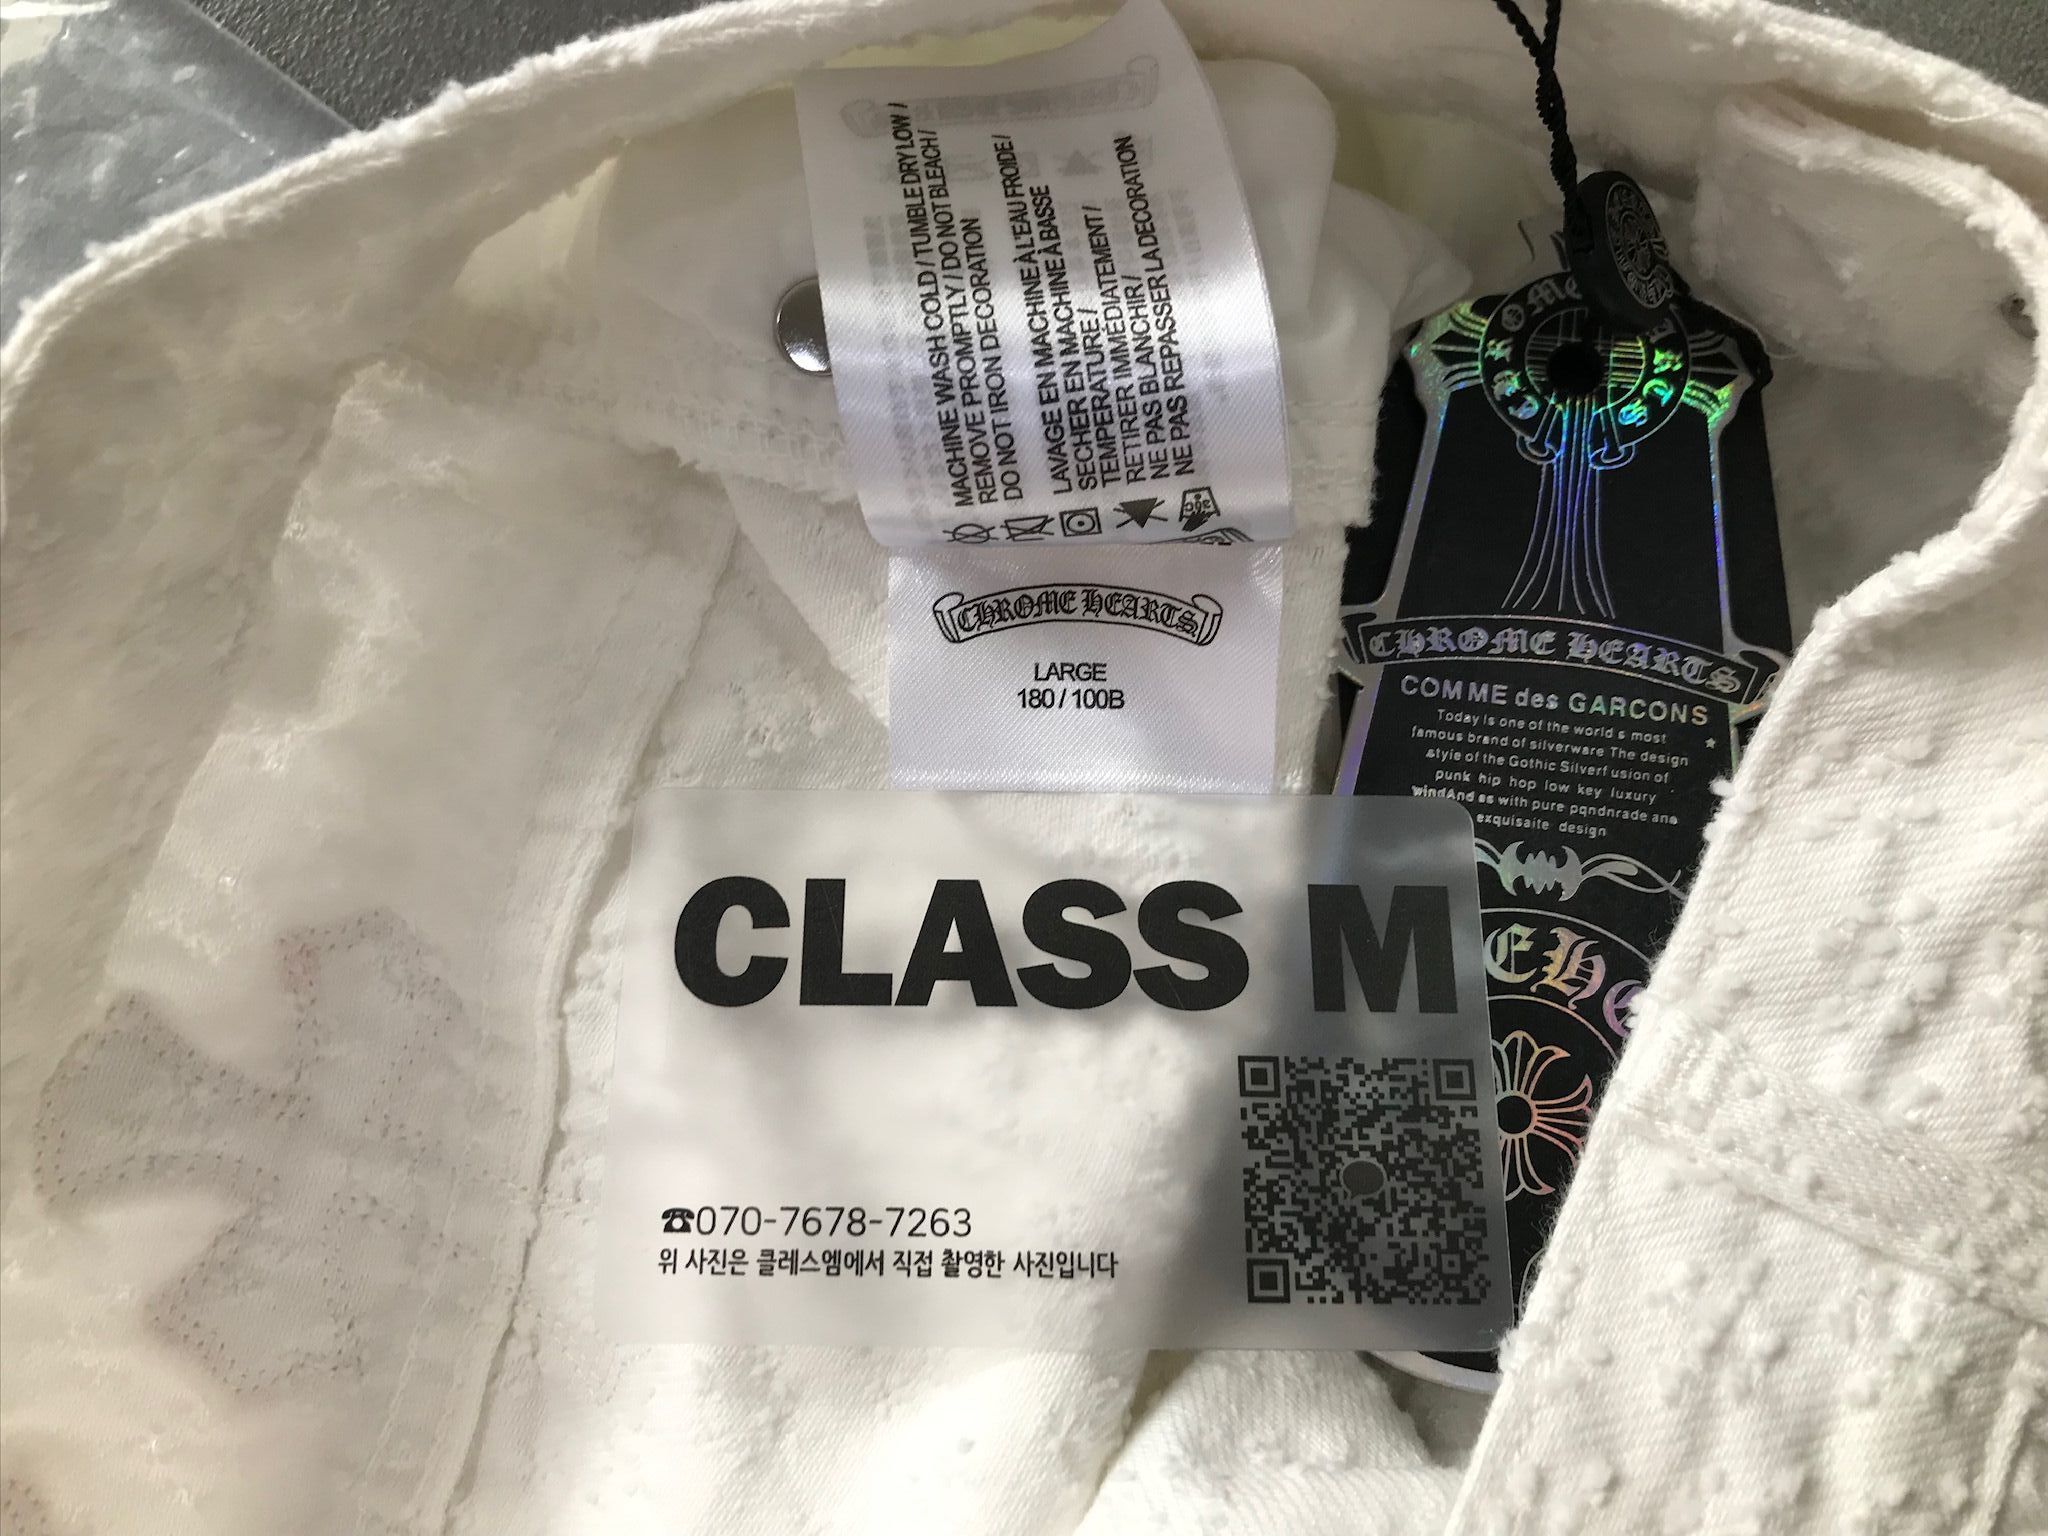 MACHINE WASH COLD / TUMBLE DRY LOW /
REMOVE PROMPTLY / DO NOT BLEACH /
DO NOT IRON DECORATION
LAVAGE EN MACHINE À L'EAU FROIDE /
SECHER EN MACHINE À BASSE
TEMPÉRATURE /
RETIRER IMMÉDIATEMENT /
NE PAS BLANCHIR /
NE PAS REPASSER LA DECORATION
CHROME HEARTS
LARGE
180 / 100B
CHROME HEARTS
COMME des GARCONS
Today is one of the world s most
famous brand of silverware The design
style of the Gothic Silverf usion of
punk hip hop low key luxury
windAnd as with pure pqndnrade ana
exquisaite design
CLASS M
☎070-7678-7263
위 사진은 클레스엠에서 직접 촬영한 사진입니다